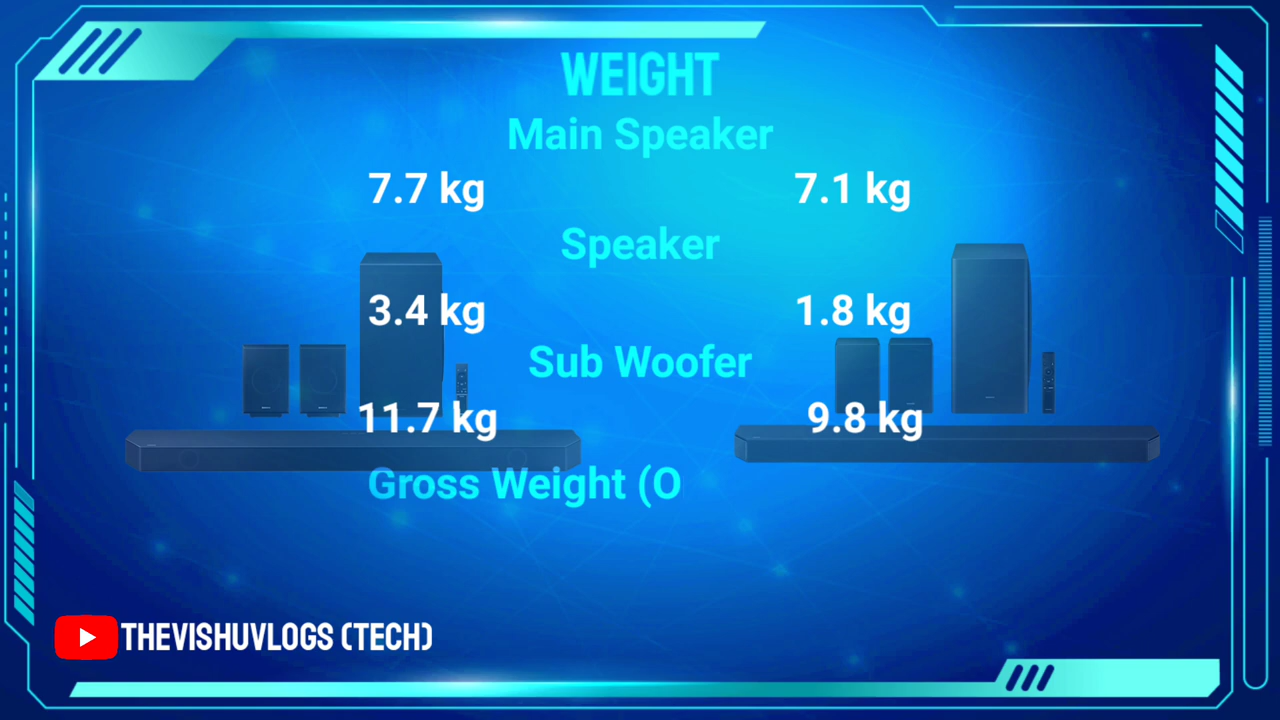 WEIGHT
Main Speaker
7.7 kg 7.1 kg
Speaker
3.4 kg 1.8 kg
Sub Woofer
11.7 kg 9.8 kg
Gross Weight (O
THEVISHUVLOGS (TECH)